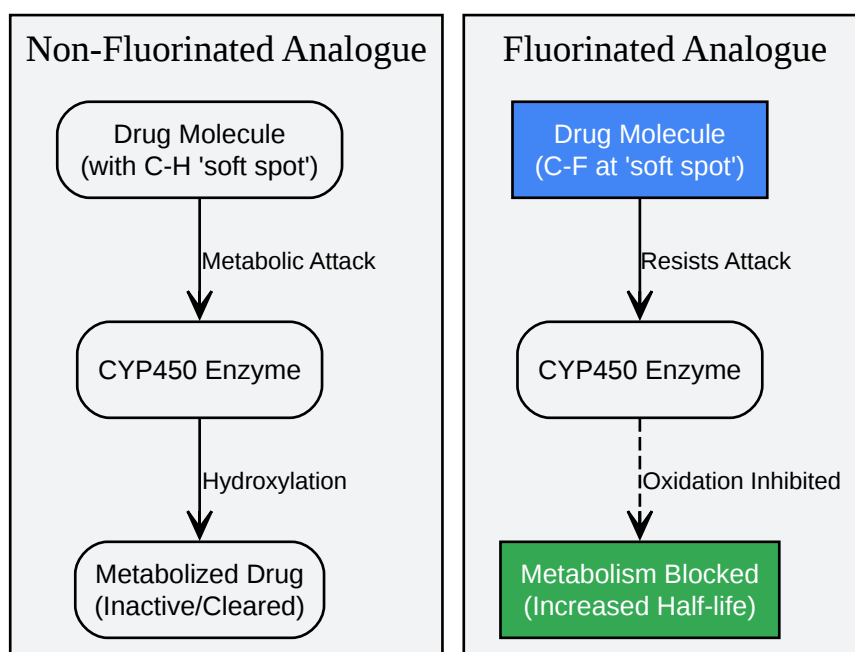 Non-Fluorinated Analogue
Drug Molecule
(with C-H 'soft spot')
Metabolic Attack
CYP450 Enzyme
Hydroxylation
Metabolized Drug
(Inactive/Cleared)
Fluorinated Analogue
Drug Molecule
(C-F at 'soft spot')
Resists Attack
CYP450 Enzyme
Oxidation Inhibited
Metabolism Blocked
(Increased Half-life)